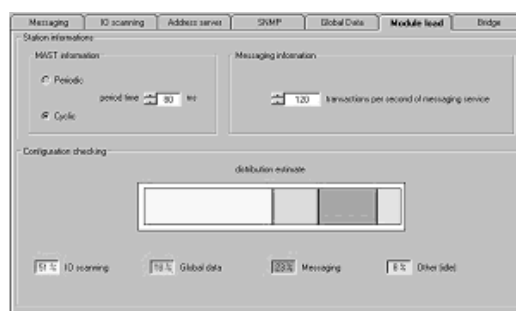 Messaging IO scanning Address server SNMP Global Data Module load Bridge
Station informations
MAST information
Messaging information
Periodic
period time 80 ms
120 transactions per second of messaging service
Cyclic
Configuration checking
distribution estimate
51 % IO scanning 18 % Global data 23 % Messaging 8 % Other (idle)